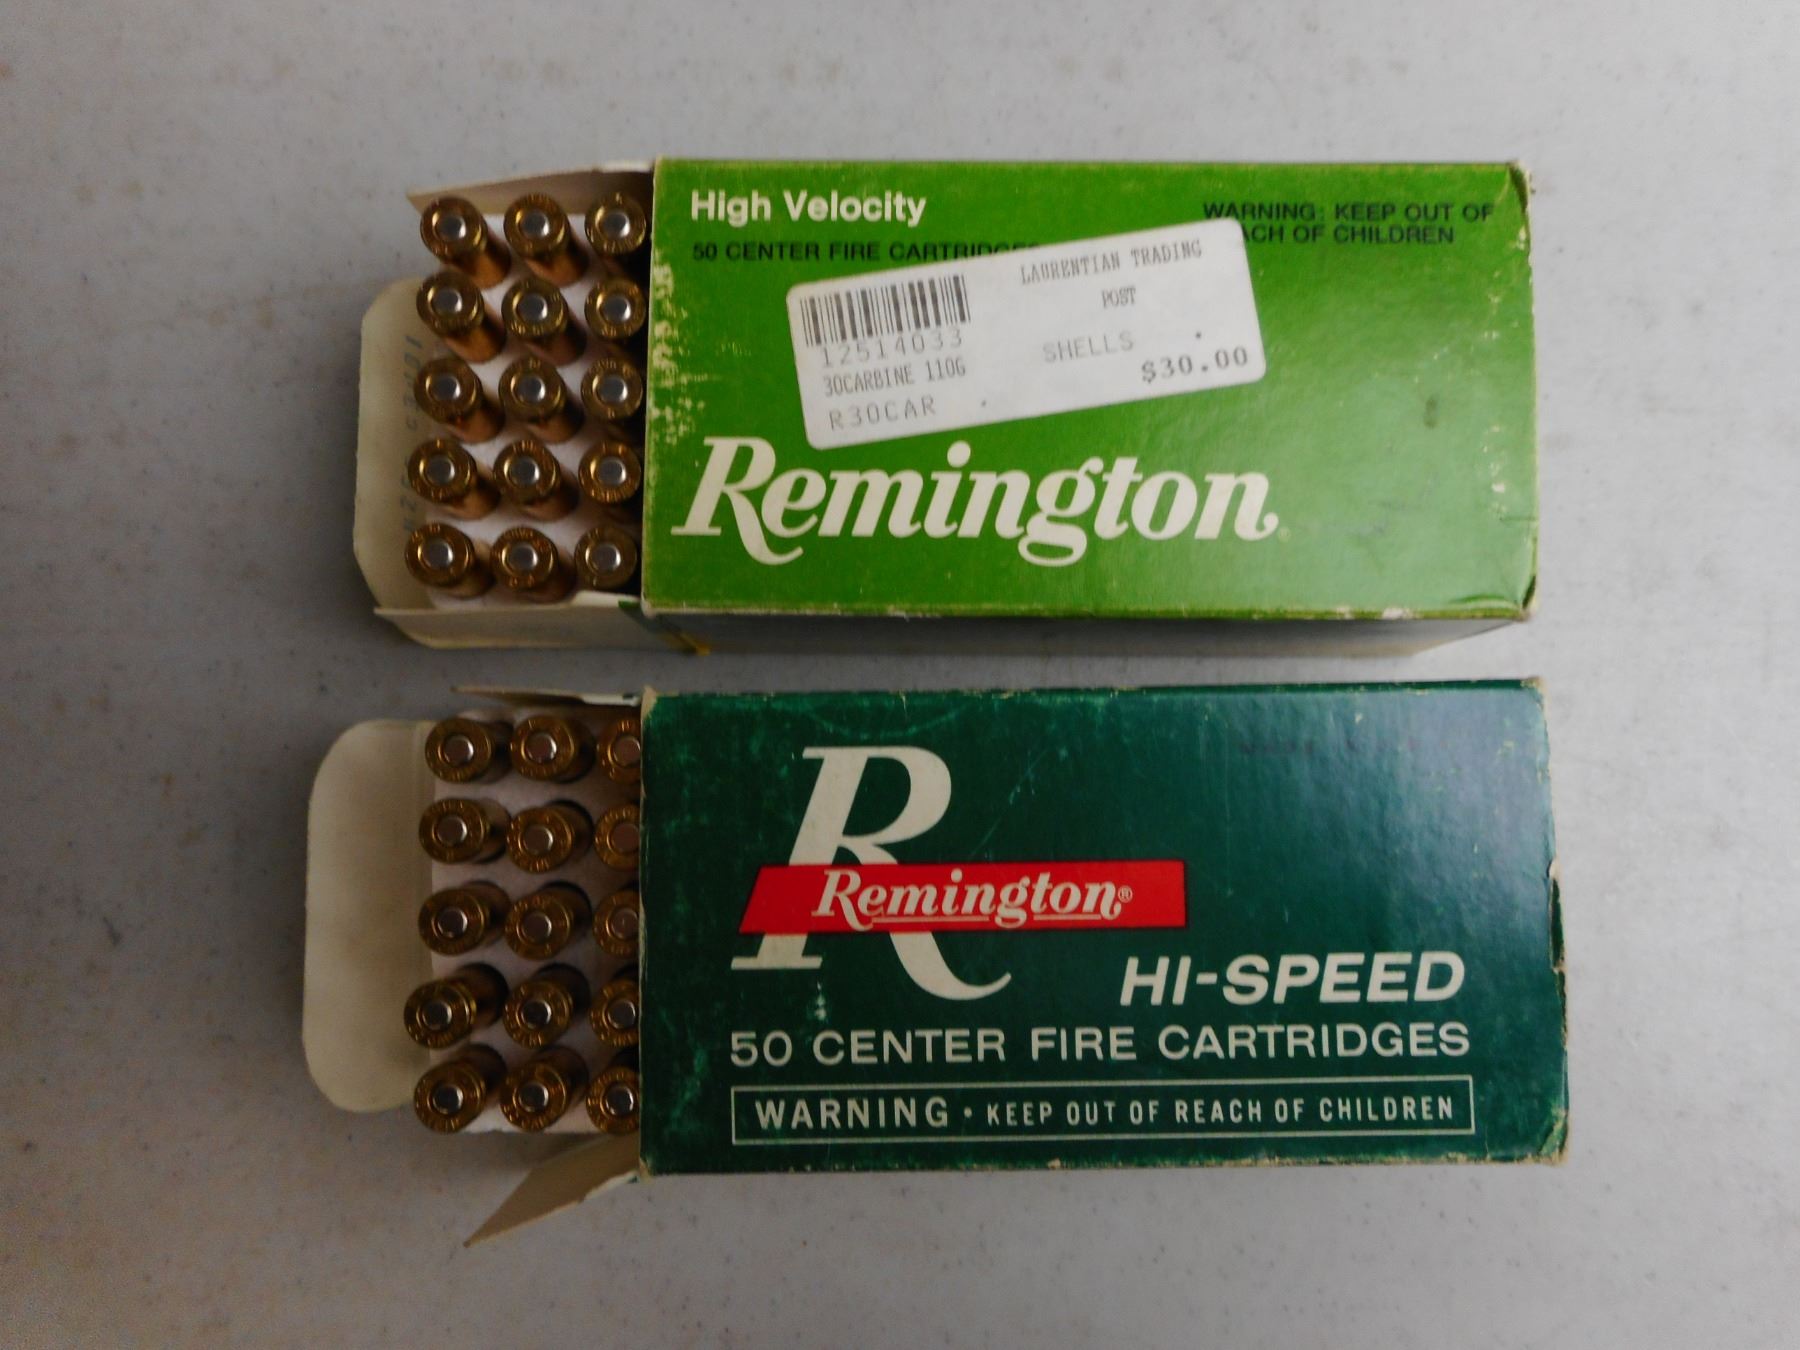 High Velocity
50 CENTER FIRE CARTRIDGES
WARNING: KEEP OUT OF
ACH OF CHILDREN
LAURENTIAN TRADING
POST
12514033
SHELLS
30CARBINE 110G
$30.00
R30CAR
Remington
R
Remington®
HI-SPEED
50 CENTER FIRE CARTRIDGES
WARNING • KEEP OUT OF REACH OF CHILDREN